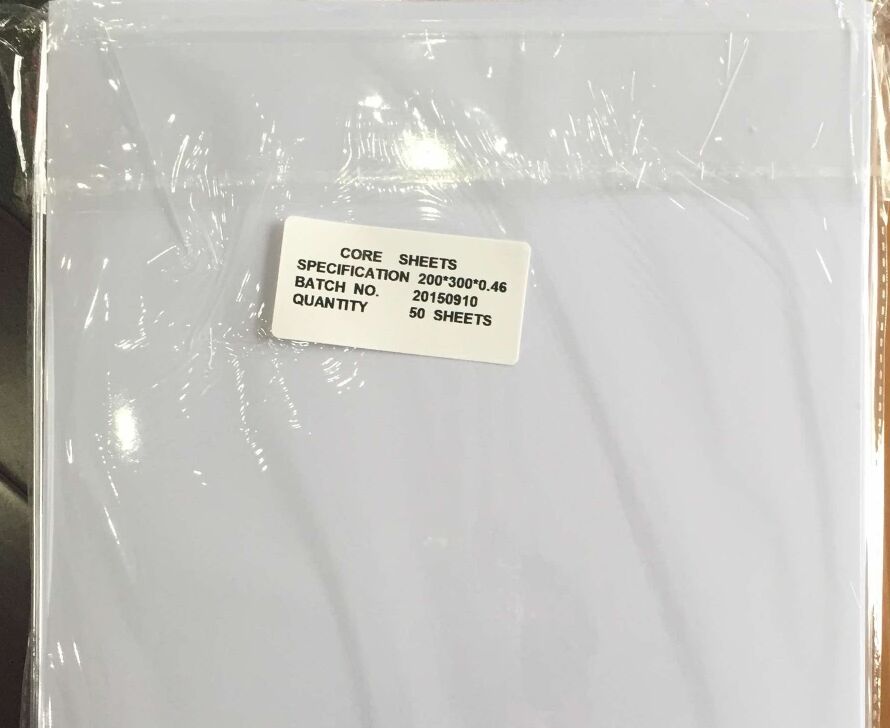 CORE SHEETS
SPECIFICATION 200*300*0.46
BATCH NO. 20150910
QUANTITY 50 SHEETS